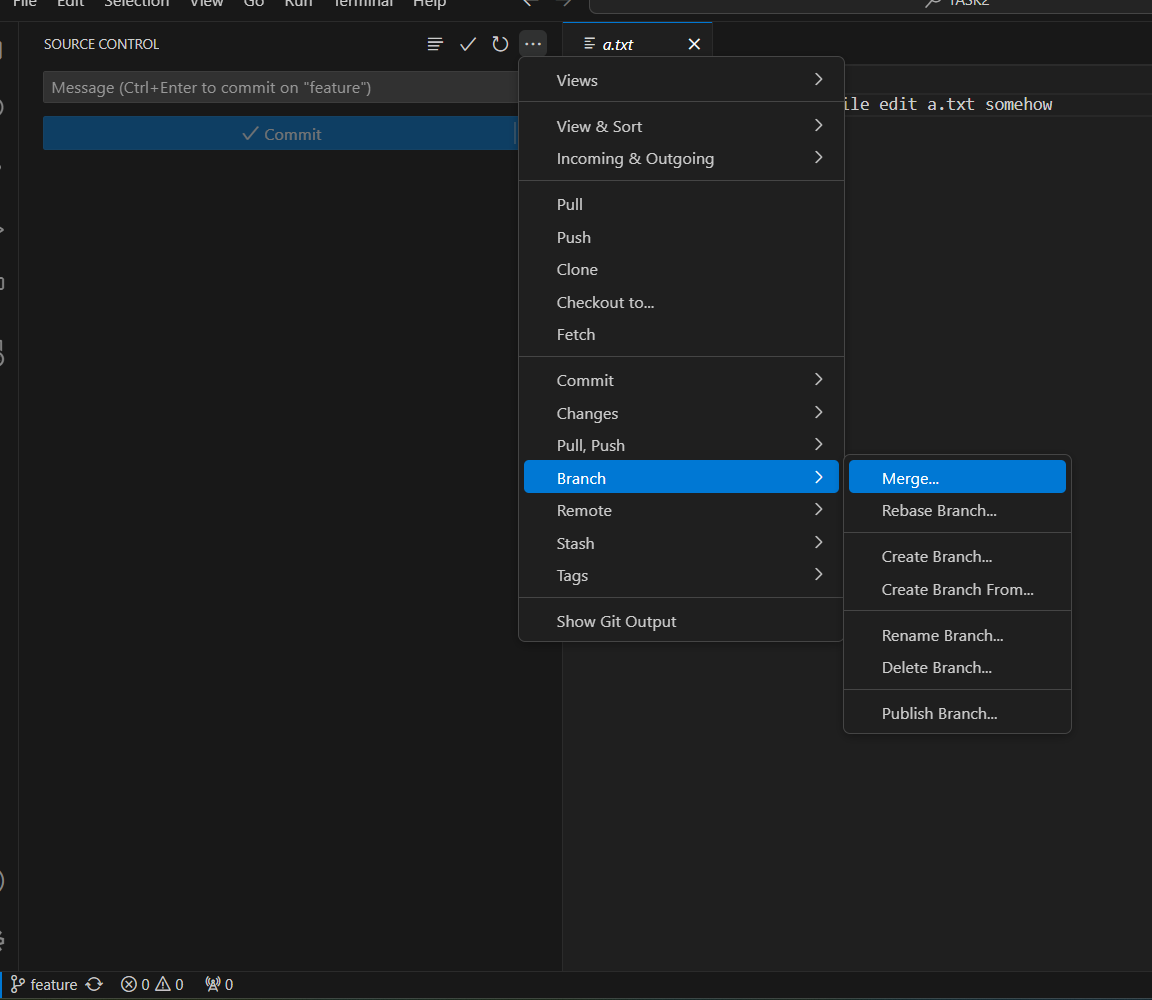 File Edit Selection View Go Run Terminal Help
TASK2
SOURCE CONTROL
a.txt
Message (Ctrl+Enter to commit on "feature")
Commit
ile edit a.txt somehow
Views
View & Sort
Incoming & Outgoing
Pull
Push
Clone
Checkout to...
Fetch
Commit
Changes
Pull, Push
Branch
Remote
Stash
Tags
Show Git Output
Merge...
Rebase Branch...
Create Branch...
Create Branch From...
Rename Branch...
Delete Branch...
Publish Branch...
feature 0 0 0